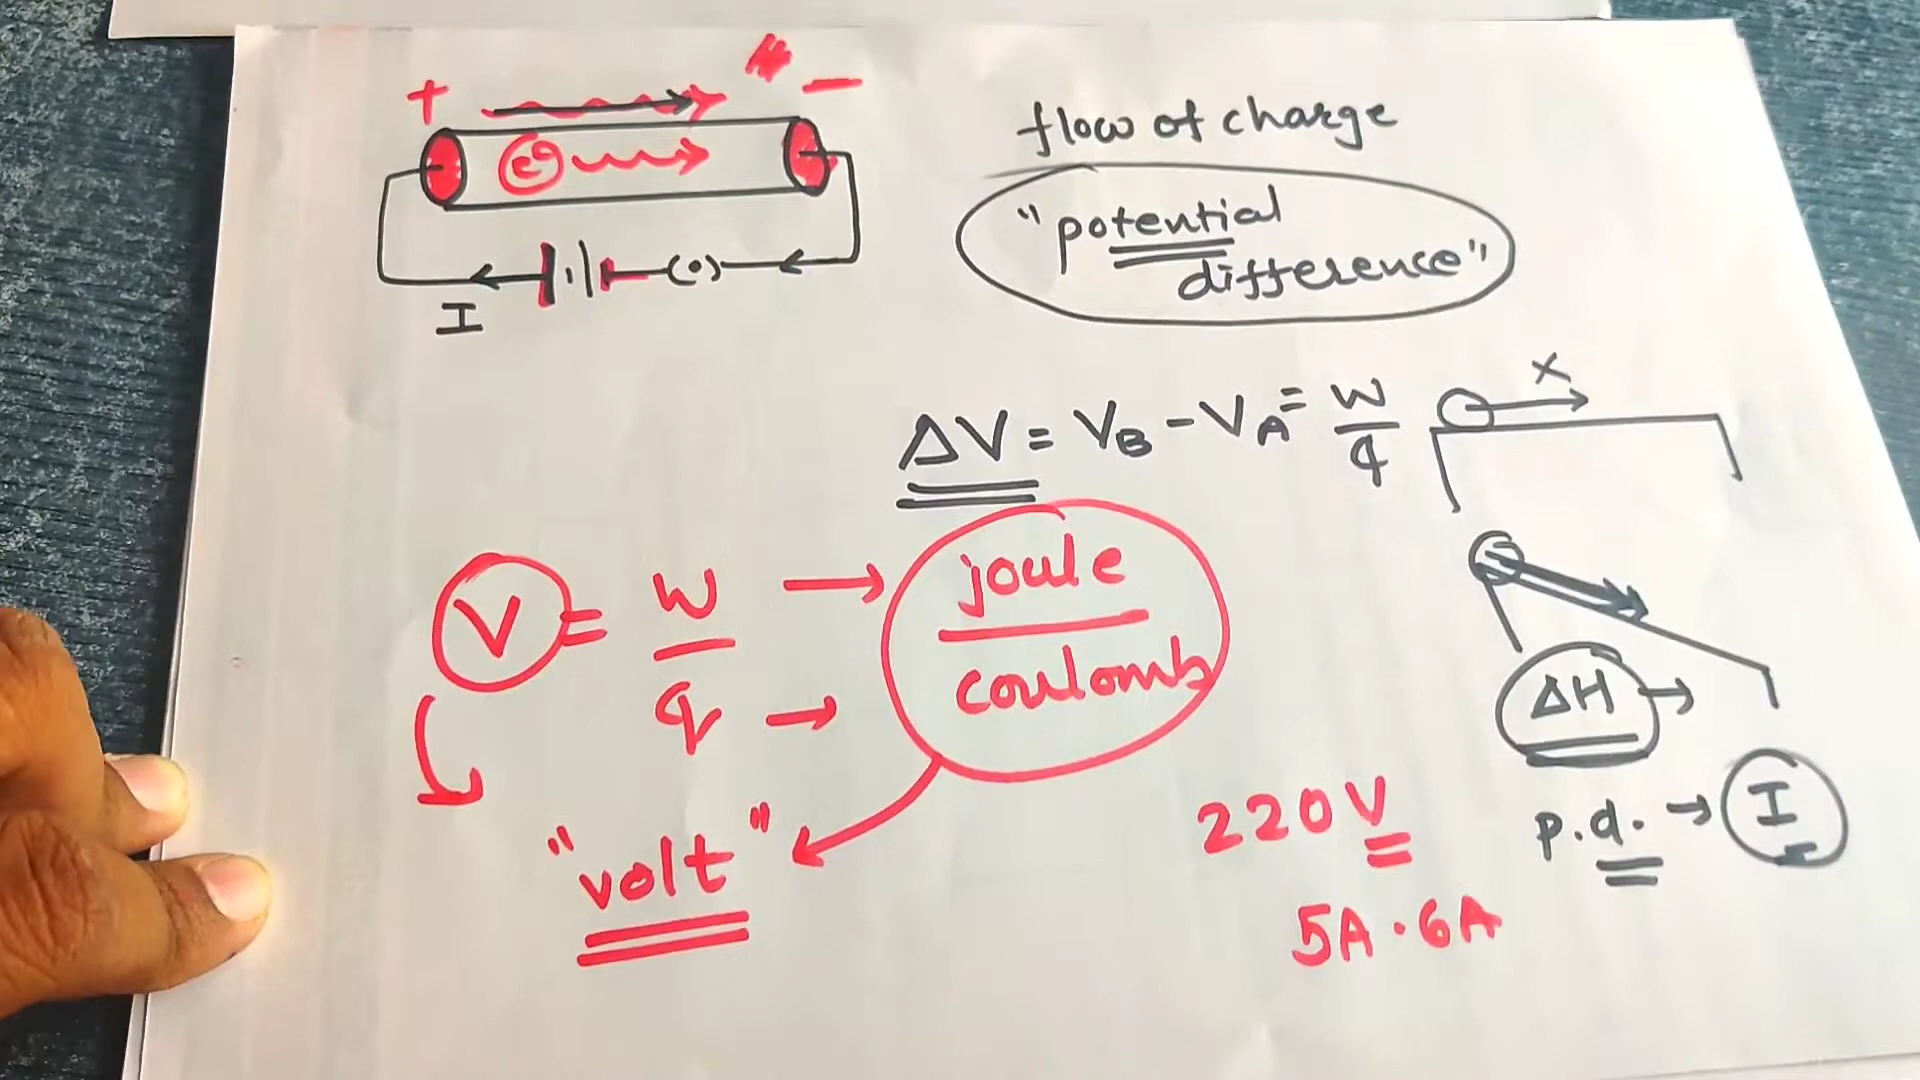 + −
I
flow of charge
"potential
difference"
ΔV = VB - VA = W/q
X
V = W/q → joule/coulomb
"volt"
ΔH →
220V
p.d. → I
5A . 6A